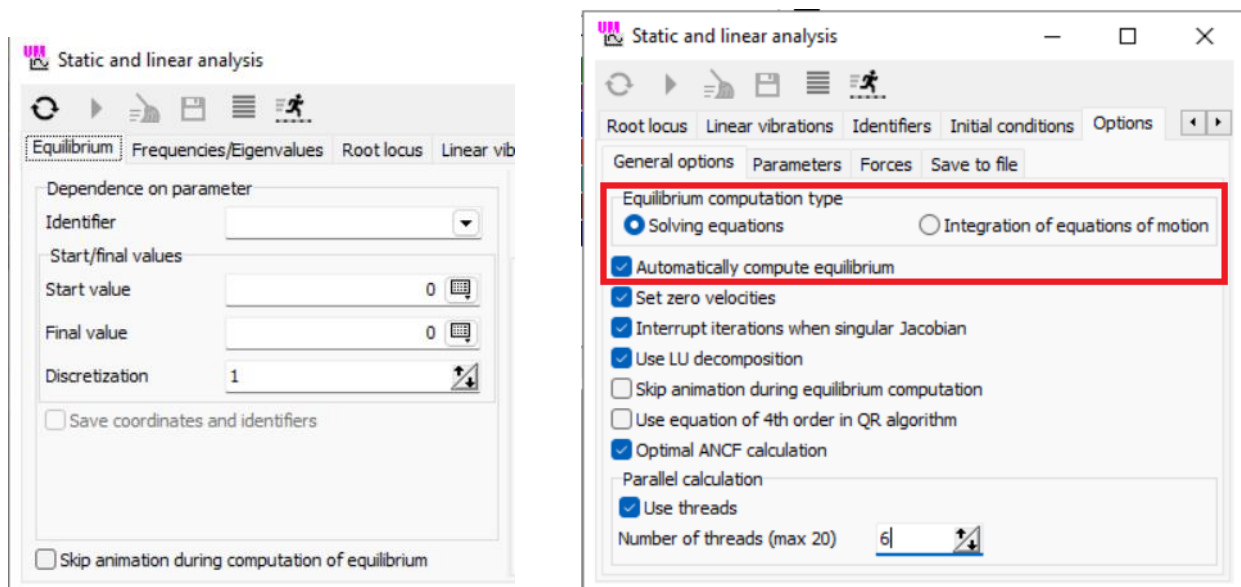 UM Static and linear analysis
Equilibrium Frequencies/Eigenvalues Root locus Linear vib
Dependence on parameter
Identifier
Start/final values
Start value 0
Final value 0
Discretization 1
Save coordinates and identifiers
Skip animation during computation of equilibrium
UM Static and linear analysis
Root locus Linear vibrations Identifiers Initial conditions Options
General options Parameters Forces Save to file
Equilibrium computation type
Solving equations Integration of equations of motion
Automatically compute equilibrium
Set zero velocities
Interrupt iterations when singular Jacobian
Use LU decomposition
Skip animation during equilibrium computation
Use equation of 4th order in QR algorithm
Optimal ANCF calculation
Parallel calculation
Use threads
Number of threads (max 20) 6